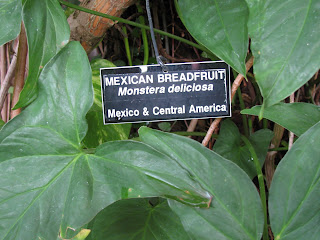 MEXICAN BREADFRUIT
Monstera deliciosa
Mexico & Central America